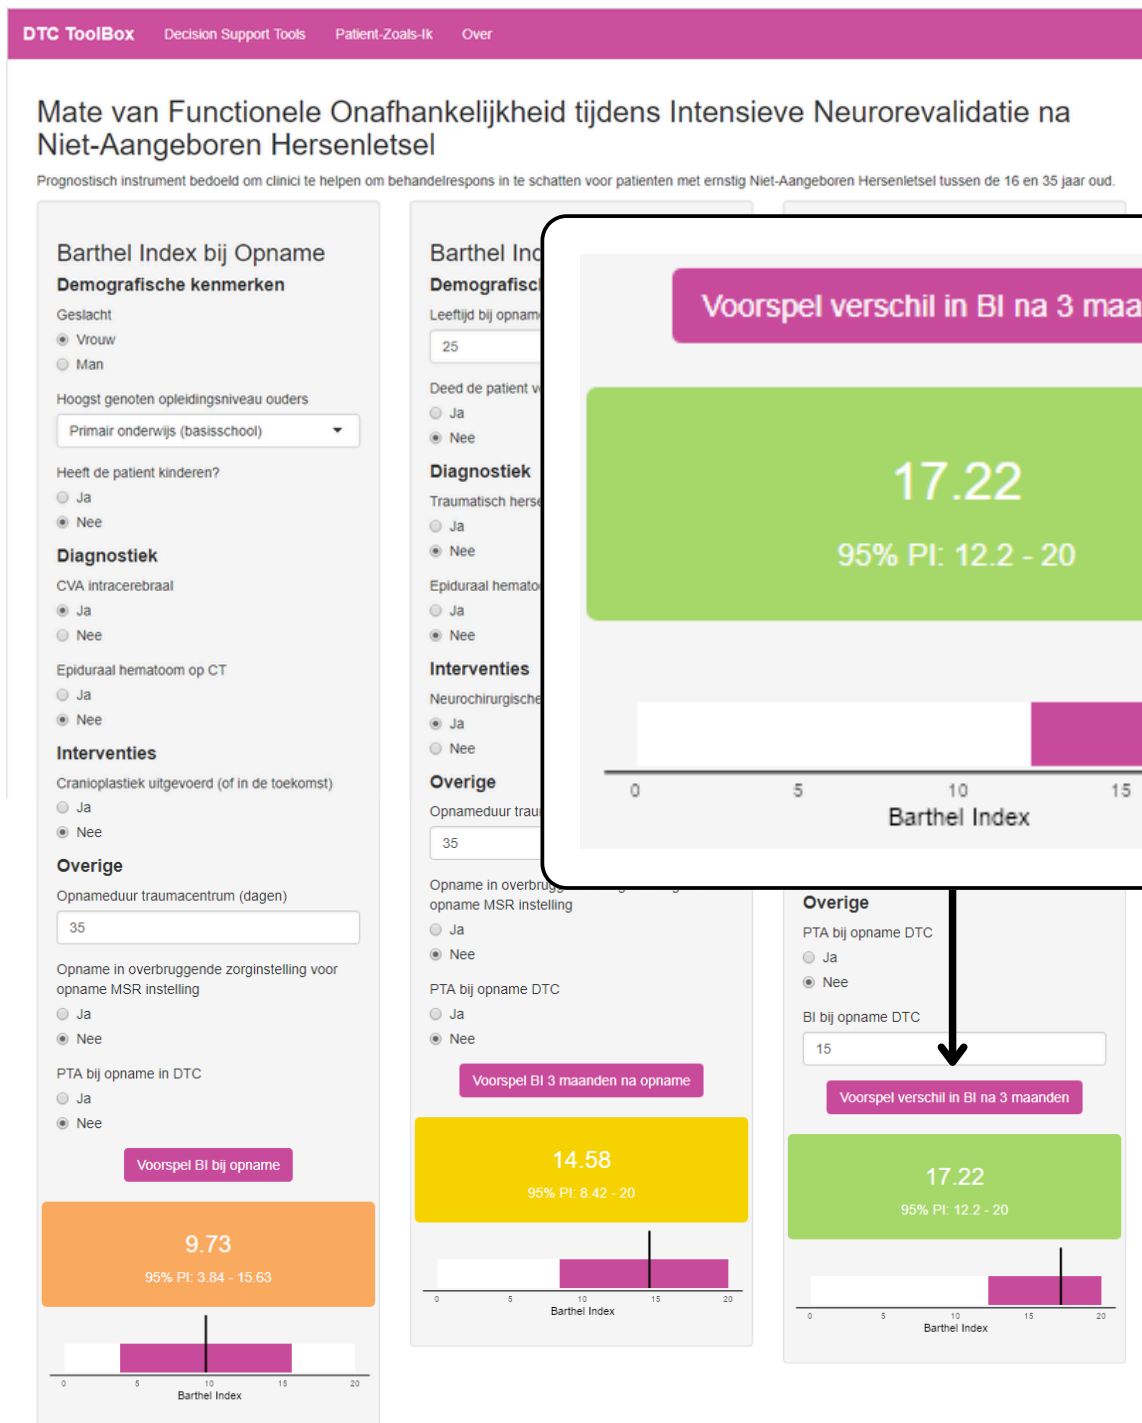 DTC ToolBox Decision Support Tools Patient-Zoals-Ik Over
Mate van Functionele Onafhankelijkheid tijdens Intensieve Neurorevalidatie na
Niet-Aangeboren Hersenletsel
Prognostisch instrument bedoeld om clinici te helpen om behandelrespons in te schatten voor patienten met ernstig Niet-Aangeboren Hersenletsel tussen de 16 en 35 jaar oud.
Barthel Index bij Opname
Demografische kenmerken
Geslacht
Vrouw
Man
Hoogst genoten opleidingsniveau ouders
Primair onderwijs (basisschool)
Heeft de patient kinderen?
Ja
Nee
Diagnostiek
CVA intracerebraal
Ja
Nee
Epiduraal hematoom op CT
Ja
Nee
Interventies
Cranioplastiek uitgevoerd (of in de toekomst)
Ja
Nee
Overige
Opnameduur traumacentrum (dagen)
35
Opname in overbruggende zorginstelling voor
opname MSR instelling
Ja
Nee
PTA bij opname in DTC
Ja
Nee
Voorspel BI bij opname
9.73
95% PI: 3.84 - 15.63
0 5 10 15 20
Barthel Index
Barthel Ind
Demografisc
Leeftijd bij opnam
25
Deed de patient v
Ja
Nee
Diagnostiek
Traumatisch herse
Ja
Nee
Epiduraal hemato
Ja
Nee
Interventies
Neurochirurgische
Ja
Nee
Overige
Opnameduur trau
35
Opname in overbrug
opname MSR instelling
Ja
Nee
PTA bij opname DTC
Ja
Nee
Voorspel BI 3 maanden na opname
14.58
95% PI: 8.42 - 20
0 5 10 15 20
Barthel Index
Voorspel verschil in BI na 3 maa
17.22
95% PI: 12.2 - 20
0 5 10 15
Barthel Index
Overige
PTA bij opname DTC
Ja
Nee
BI bij opname DTC
15
Voorspel verschil in BI na 3 maanden
17.22
95% PI: 12.2 - 20
0 5 10 15 20
Barthel Index